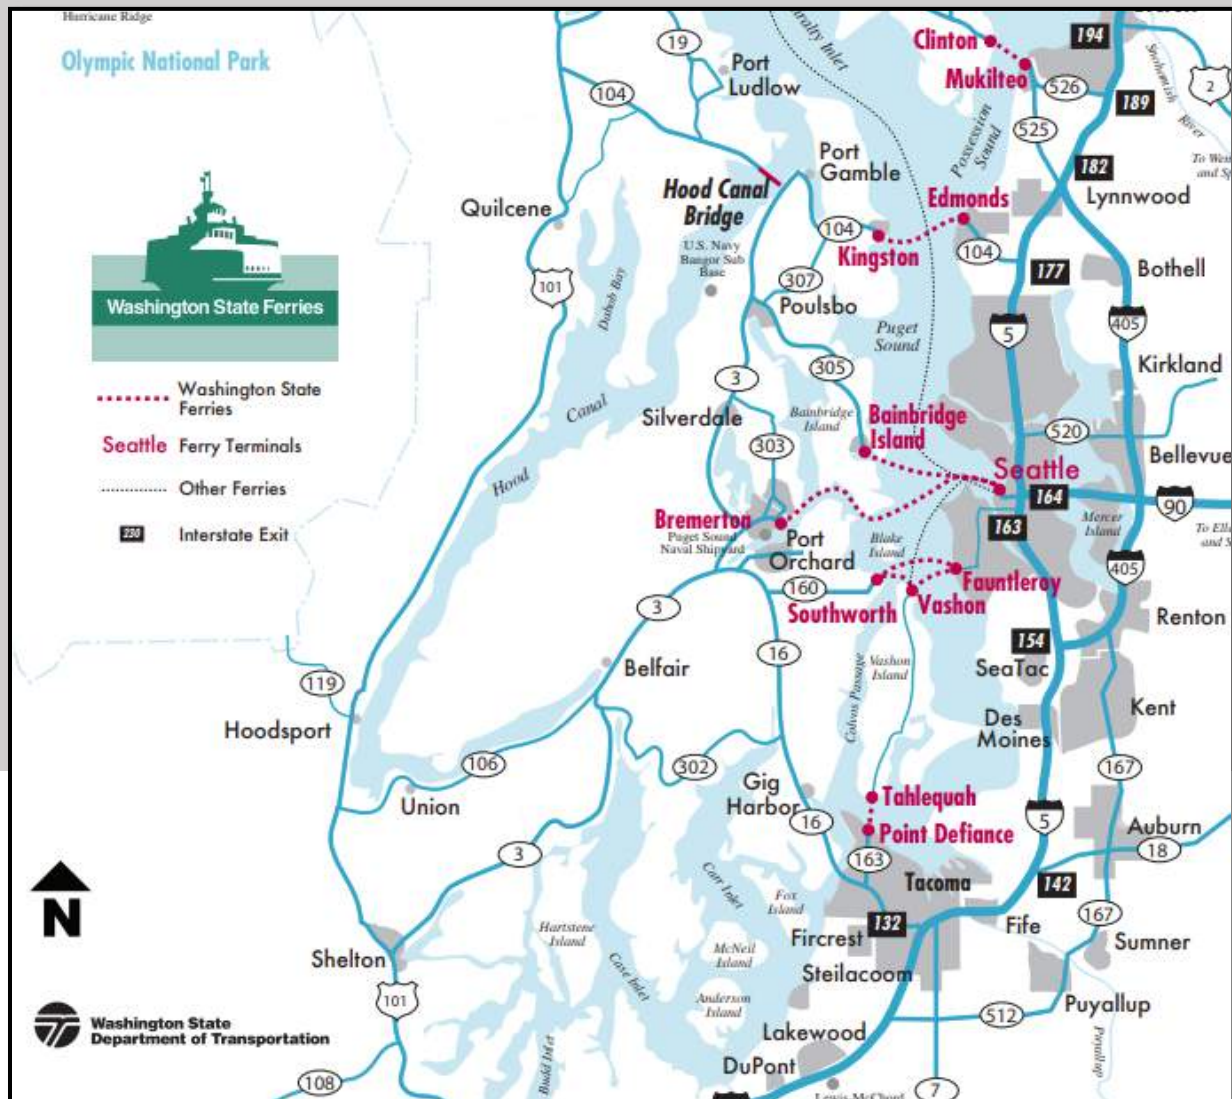 Hurricane Ridge
Olympic National Park
Washington State Ferries
Washington State
Ferries
Seattle
Ferry Terminals
Other Ferries
230
Interstate Exit
N
Washington State
Department of Transportation
19
Port
Ludlow
104
Inlet
Clinton
Mukilteo
194
526
525
189
2
Snohomish
River
Possession
Sound
182
Lynnwood
Port
Gamble
Hood Canal
Bridge
U.S. Navy
Bangor Sub
Base
Quilcene
101
Dabob Bay
104
Kingston
Edmonds
104
177
Bothell
307
Poulsbo
Puget
Sound
5
405
Kirkland
305
3
Silverdale
Canal
Hood
Bainbridge
Island
Bainbridge
Island
303
520
Bellevue
Seattle
164
90
163
Mercer
Island
Bremerton
Puget Sound
Naval Shipyard
Port
Orchard
Blake
Island
405
160
Southworth
Vashon
Fauntleroy
3
Renton
16
154
SeaTac
Belfair
Vashon
Island
Colvos Passage
119
Hoodsport
Des
Moines
Kent
106
302
167
Union
Gig
Harbor
Tahlequah
16
Point Defiance
5
Auburn
18
3
163
142
Tacoma
Carr Inlet
Fox
Island
132
Fife
167
Sumner
Hartstene
Island
Fircrest
McNeil
Island
Shelton
Case Inlet
Steilacoom
101
Anderson
Island
Puyallup
512
Lakewood
Puyallup
DuPont
Budd Inlet
108
7